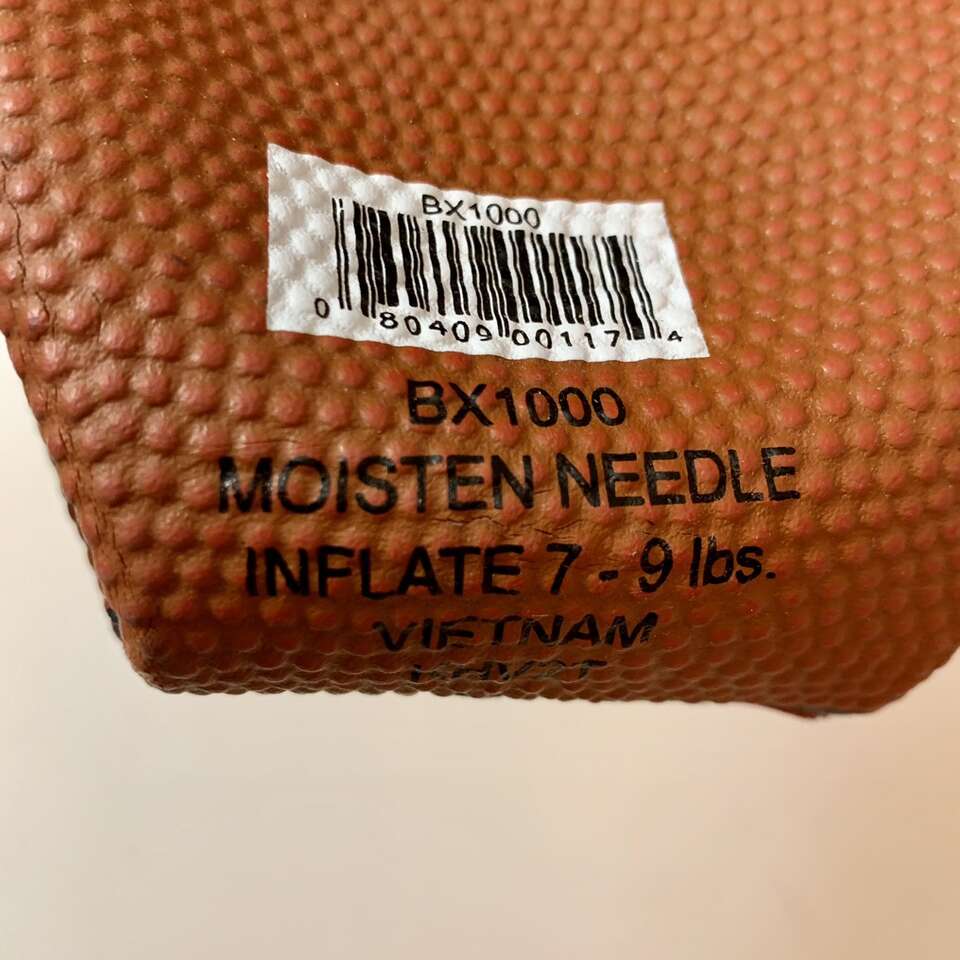 BX1000
0 80409 00117 4
BX1000
MOISTEN NEEDLE
INFLATE 7 - 9 lbs.
VIETNAM